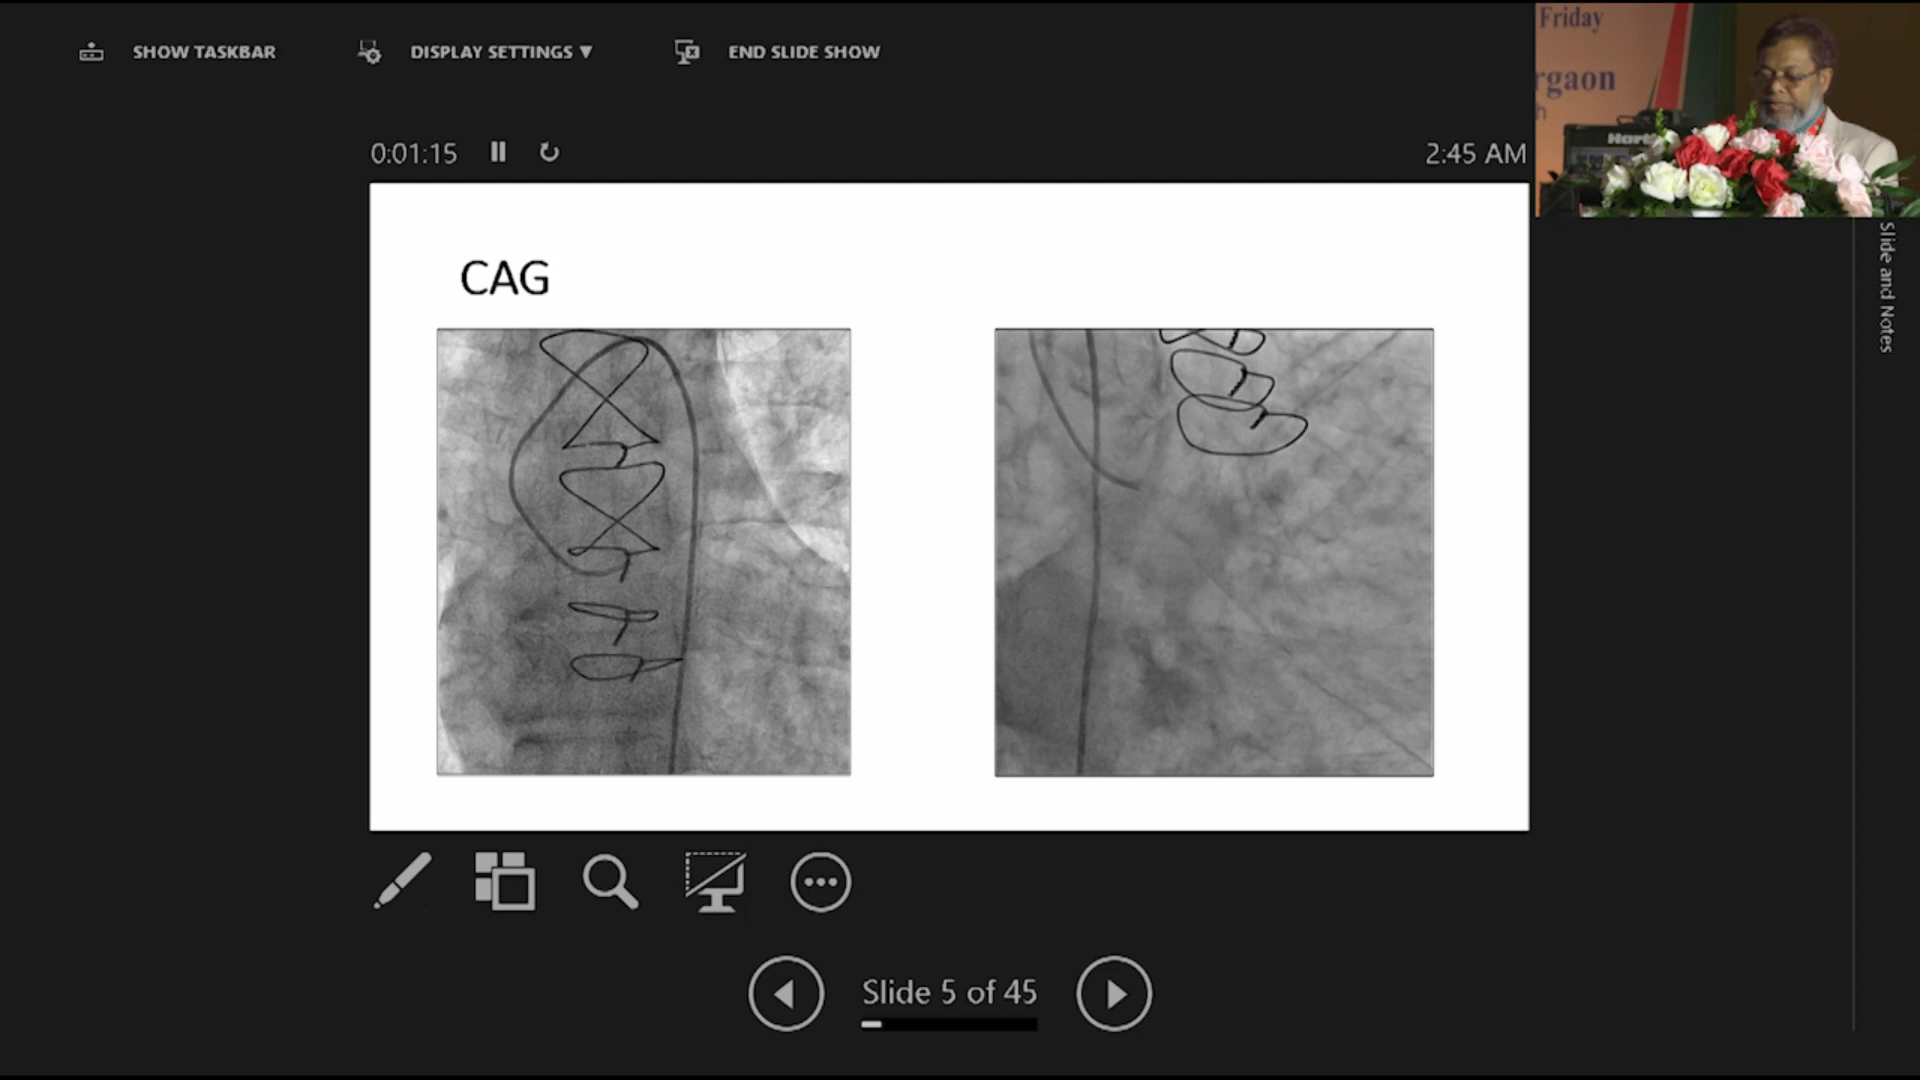 SHOW TASKBAR
DISPLAY SETTINGS ▼
END SLIDE SHOW
Friday
rgaon
h
0:01:15
2:45 AM
CAG
Slide and Notes
Slide 5 of 45